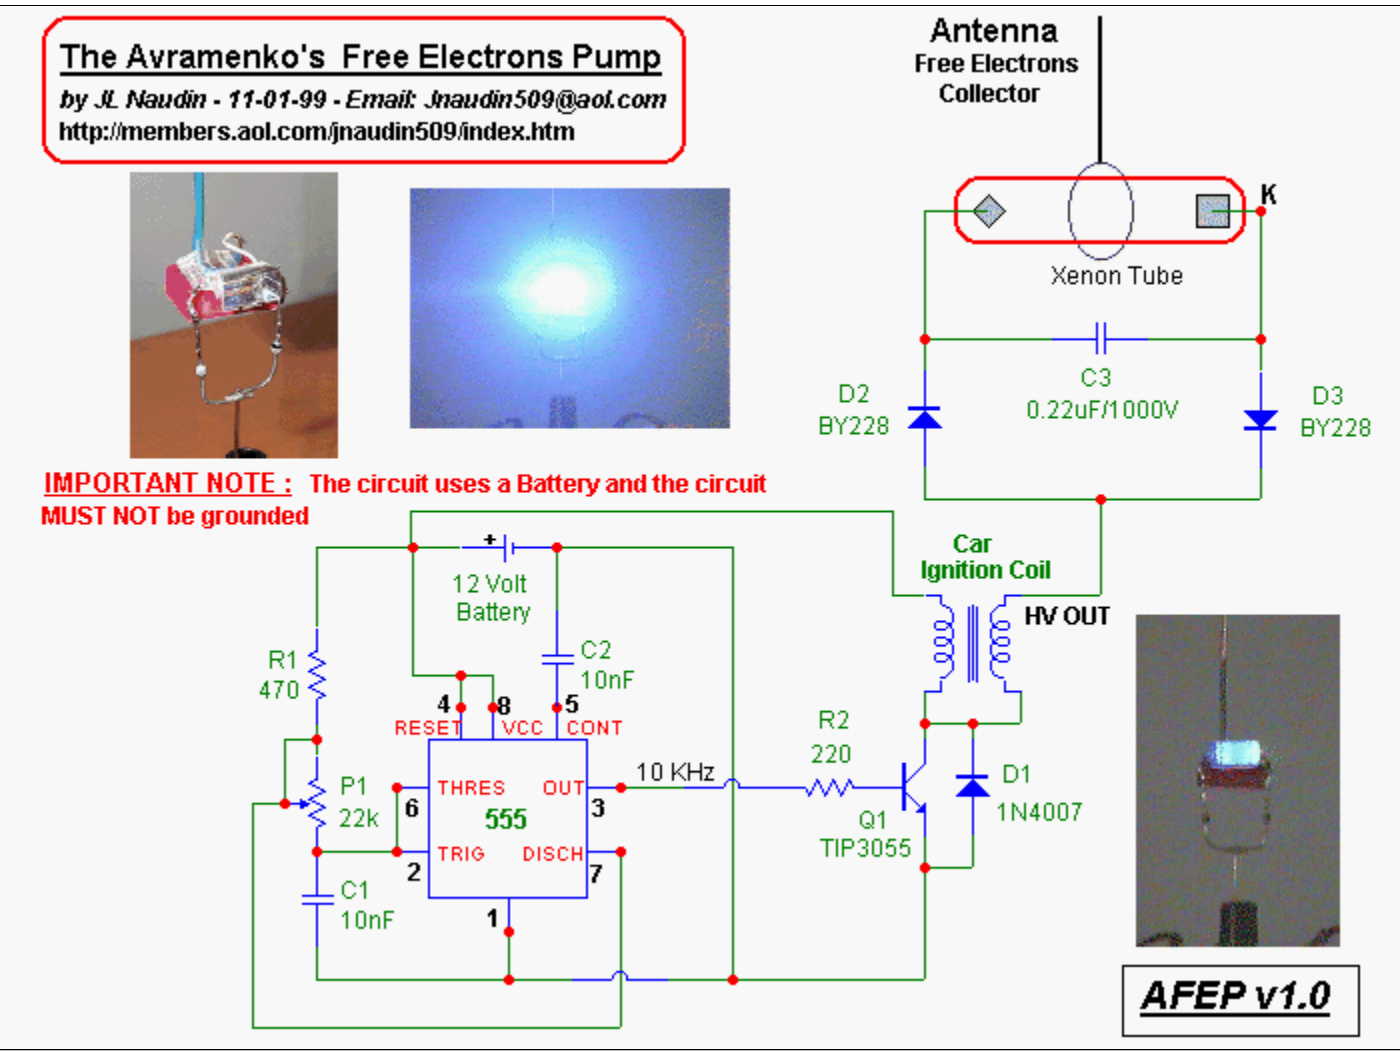 The Avramenko's Free Electrons Pump
by JL Naudin - 11-01-99 - Email: Jnaudin509@aol.com
http://members.aol.com/jnaudin509/index.htm
Antenna
Free Electrons
Collector
K
Xenon Tube
C3
0.22uF/1000V
D2
BY228
D3
BY228
IMPORTANT NOTE : The circuit uses a Battery and the circuit
MUST NOT be grounded
+
12 Volt
Battery
Car
Ignition Coil
HV OUT
R1
470
C2
10nF
4
8
5
RESET
VCC
CONT
P1
22k
THRES
OUT
10 KHz
6
555
3
TRIG
DISCH
2
7
1
C1
10nF
R2
220
Q1
TIP3055
D1
1N4007
AFEP v1.0